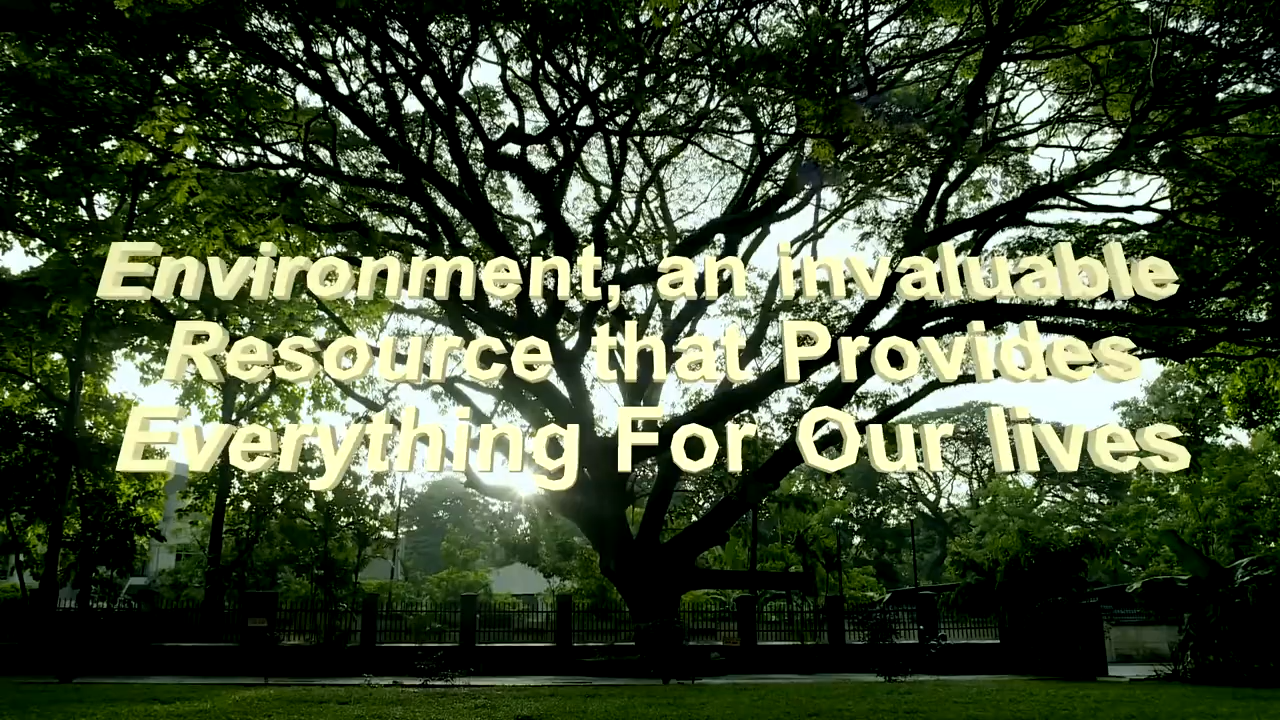 Environment, an invaluable
Resource that Provides
Everything For Our lives